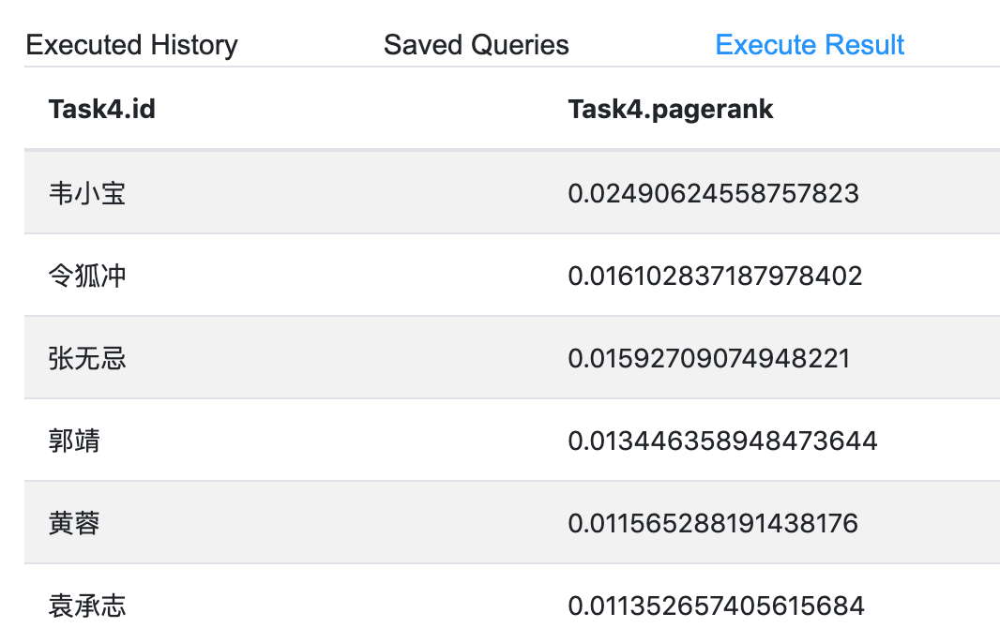 Executed History Saved Queries Execute Result
Task4.id Task4.pagerank
韦小宝 0.02490624558757823
令狐冲 0.016102837187978402
张无忌 0.01592709074948221
郭靖 0.013446358948473644
黄蓉 0.011565288191438176
袁承志 0.011352657405615684